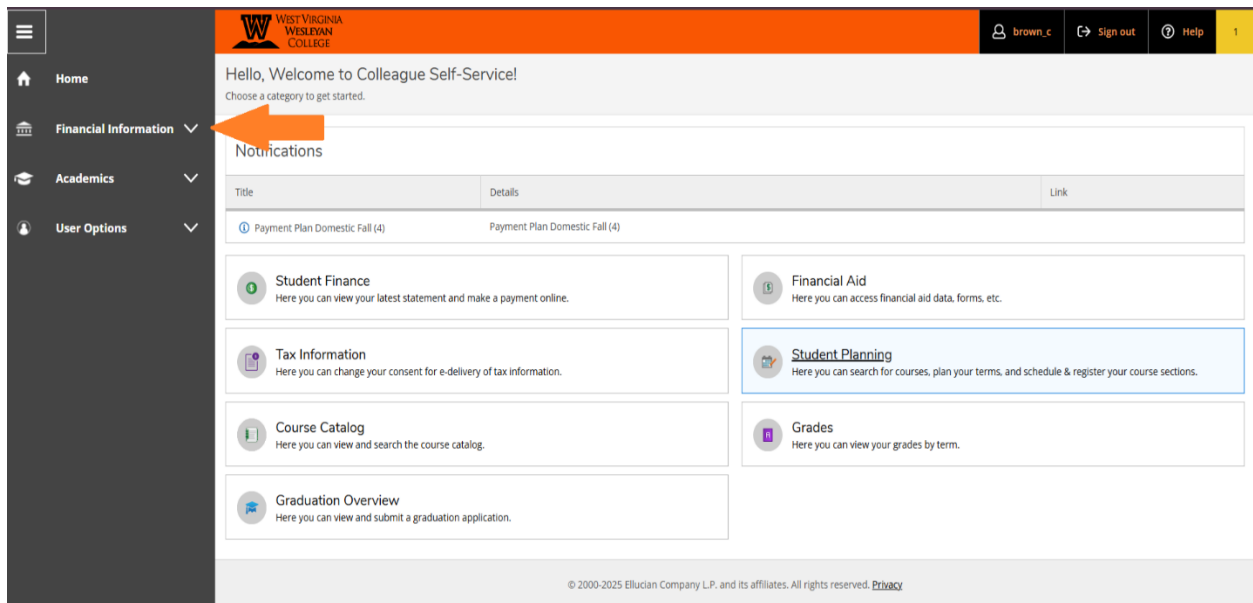 WEST VIRGINIA
WESLEYAN
COLLEGE
brown_c
Sign out
Help
1
Home
Financial Information
Academics
User Options
Hello, Welcome to Colleague Self-Service!
Choose a category to get started.
Notifications
Title Details Link
Payment Plan Domestic Fall (4) Payment Plan Domestic Fall (4)
Student Finance
Here you can view your latest statement and make a payment online.
Financial Aid
Here you can access financial aid data, forms, etc.
Tax Information
Here you can change your consent for e-delivery of tax information.
Student Planning
Here you can search for courses, plan your terms, and schedule & register your course sections.
Course Catalog
Here you can view and search the course catalog.
Grades
Here you can view your grades by term.
Graduation Overview
Here you can view and submit a graduation application.
© 2000-2025 Ellucian Company L.P. and its affiliates. All rights reserved. Privacy